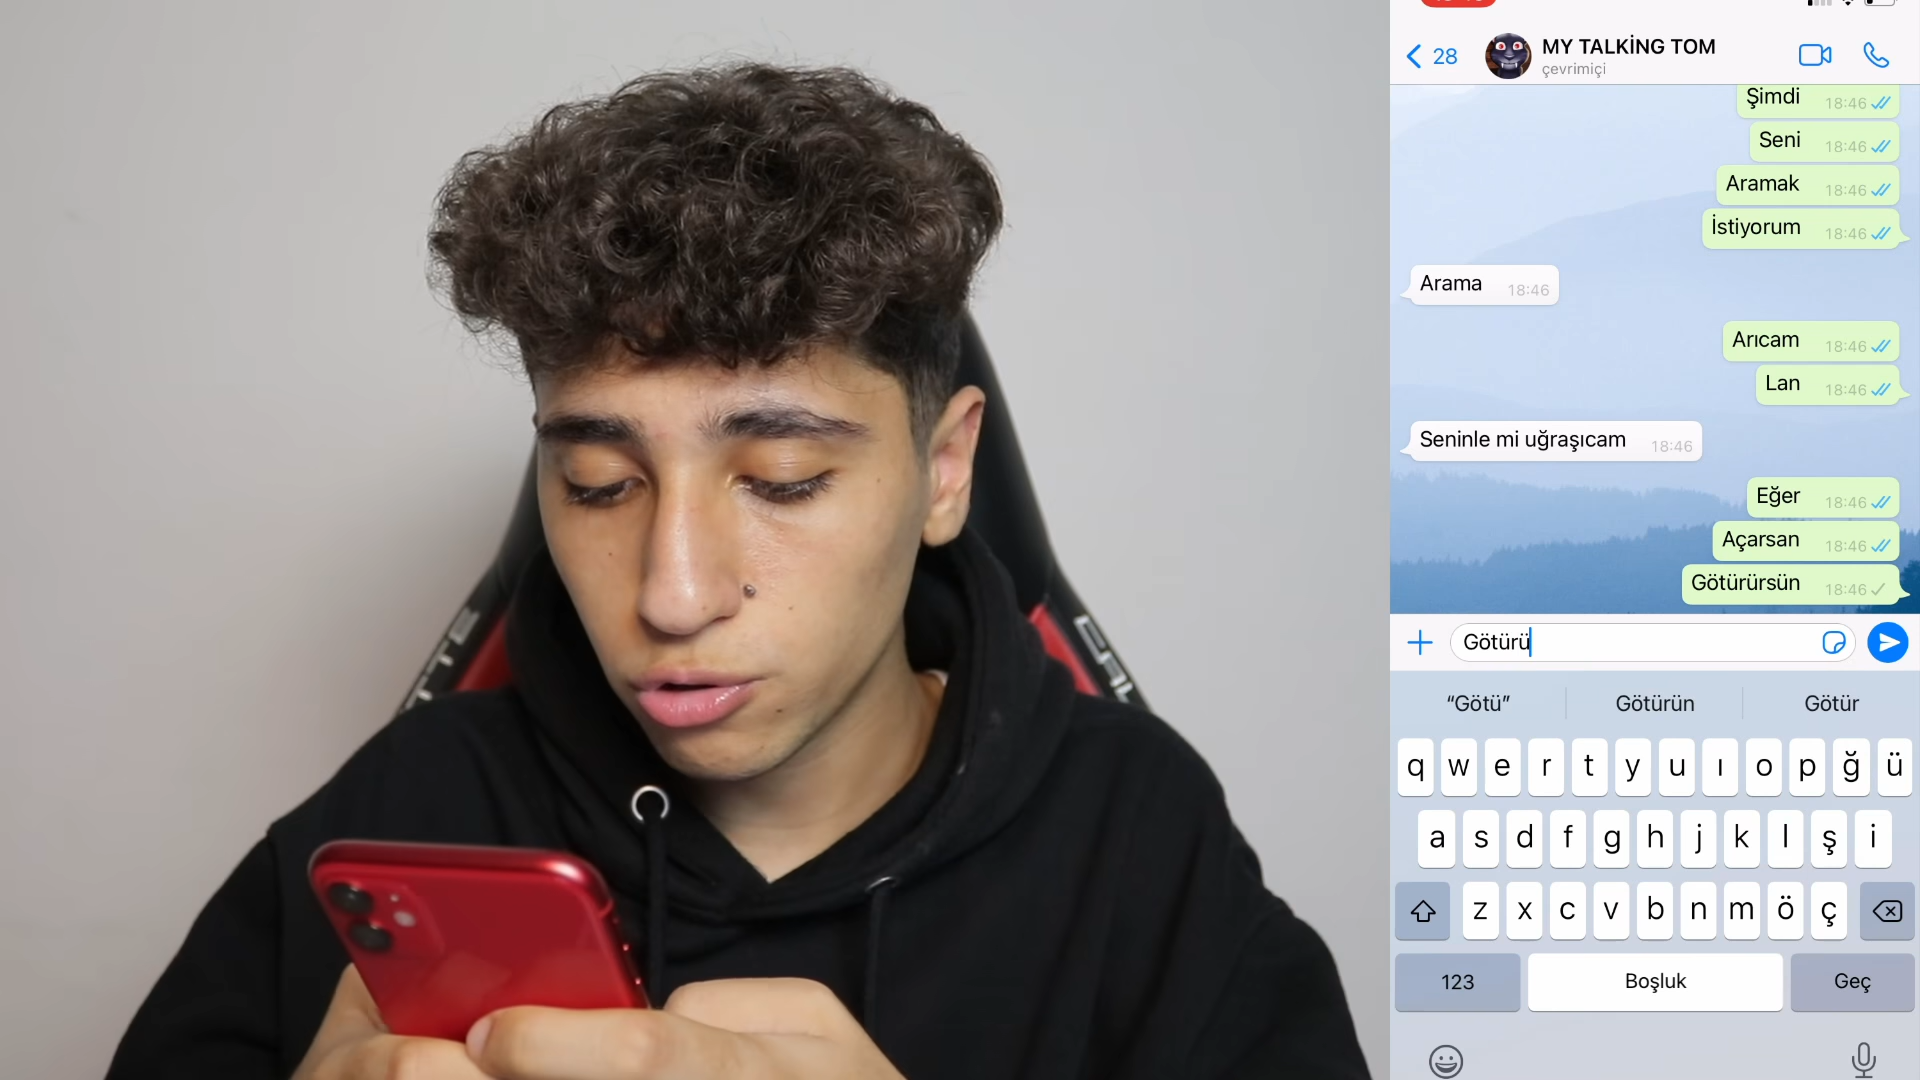 28
MY TALKİNG TOM
çevrimiçi
Şimdi 18:46
Seni 18:46
Aramak 18:46
İstiyorum 18:46
Arama 18:46
Arıcam 18:46
Lan 18:46
Seninle mi uğraşıcam 18:46
Eğer 18:46
Açarsan 18:46
Götürürsün 18:46
Götürü
“Götü” Götürün Götür
q w e r t y u ı o p ğ ü
a s d f g h j k l ş i
z x c v b n m ö ç
123 Boşluk Geç